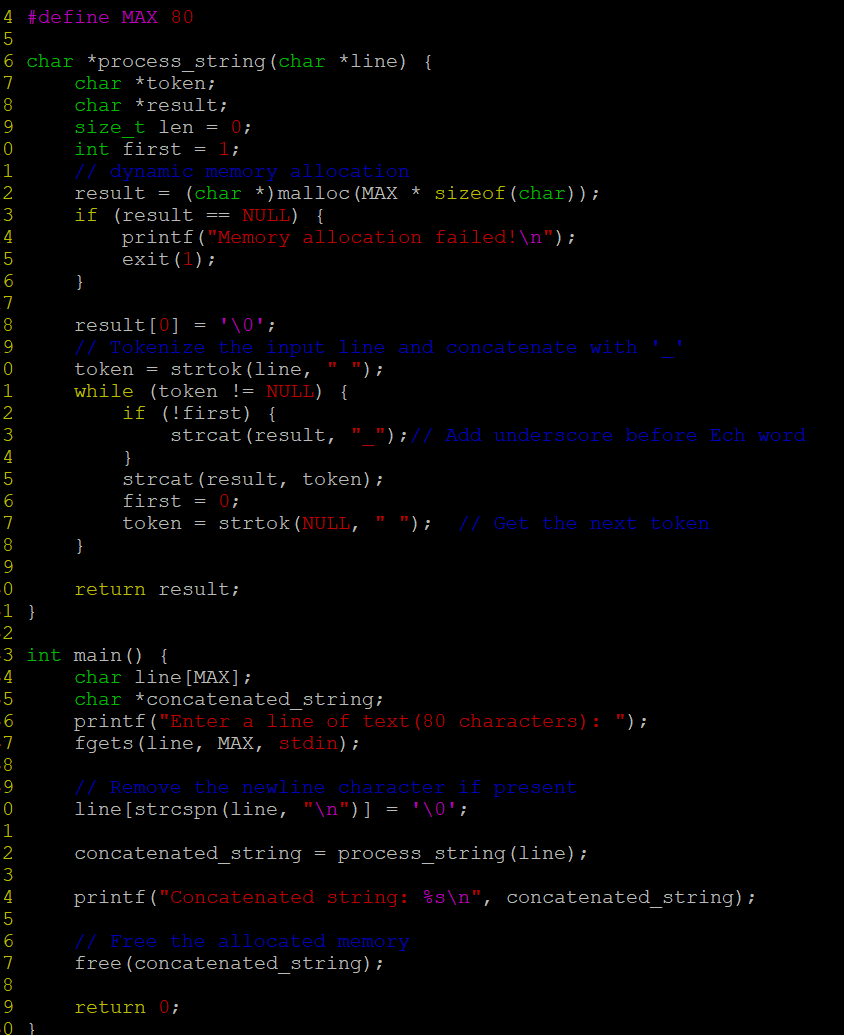 4 #define MAX 80
5
6 char *process_string(char *line) {
7     char *token;
8     char *result;
9     size_t len = 0;
0     int first = 1;
1     // dynamic memory allocation
2     result = (char *)malloc(MAX * sizeof(char));
3     if (result == NULL) {
4         printf("Memory allocation failed!\n");
5         exit(1);
6     }
7
8     result[0] = '\0';
9     // Tokenize the input line and concatenate with '_'
0     token = strtok(line, " ");
1     while (token != NULL) {
2         if (!first) {
3             strcat(result, "_");// Add underscore before Ech word
4         }
5         strcat(result, token);
6         first = 0;
7         token = strtok(NULL, " ");  // Get the next token
8     }
9
0     return result;
1 }
2
3 int main() {
4     char line[MAX];
5     char *concatenated_string;
6     printf("Enter a line of text(80 characters): ");
7     fgets(line, MAX, stdin);
8
9     // Remove the newline character if present
0     line[strcspn(line, "\n")] = '\0';
1
2     concatenated_string = process_string(line);
3
4     printf("Concatenated string: %s\n", concatenated_string);
5
6     // Free the allocated memory
7     free(concatenated_string);
8
9     return 0;
0 }